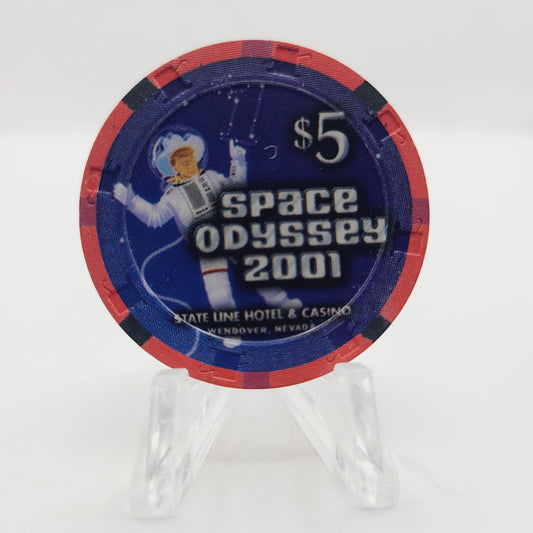 $5
SPACE
ODYSSEY
2001
STATE LINE HOTEL & CASINO
WENDOVER, NEVADA